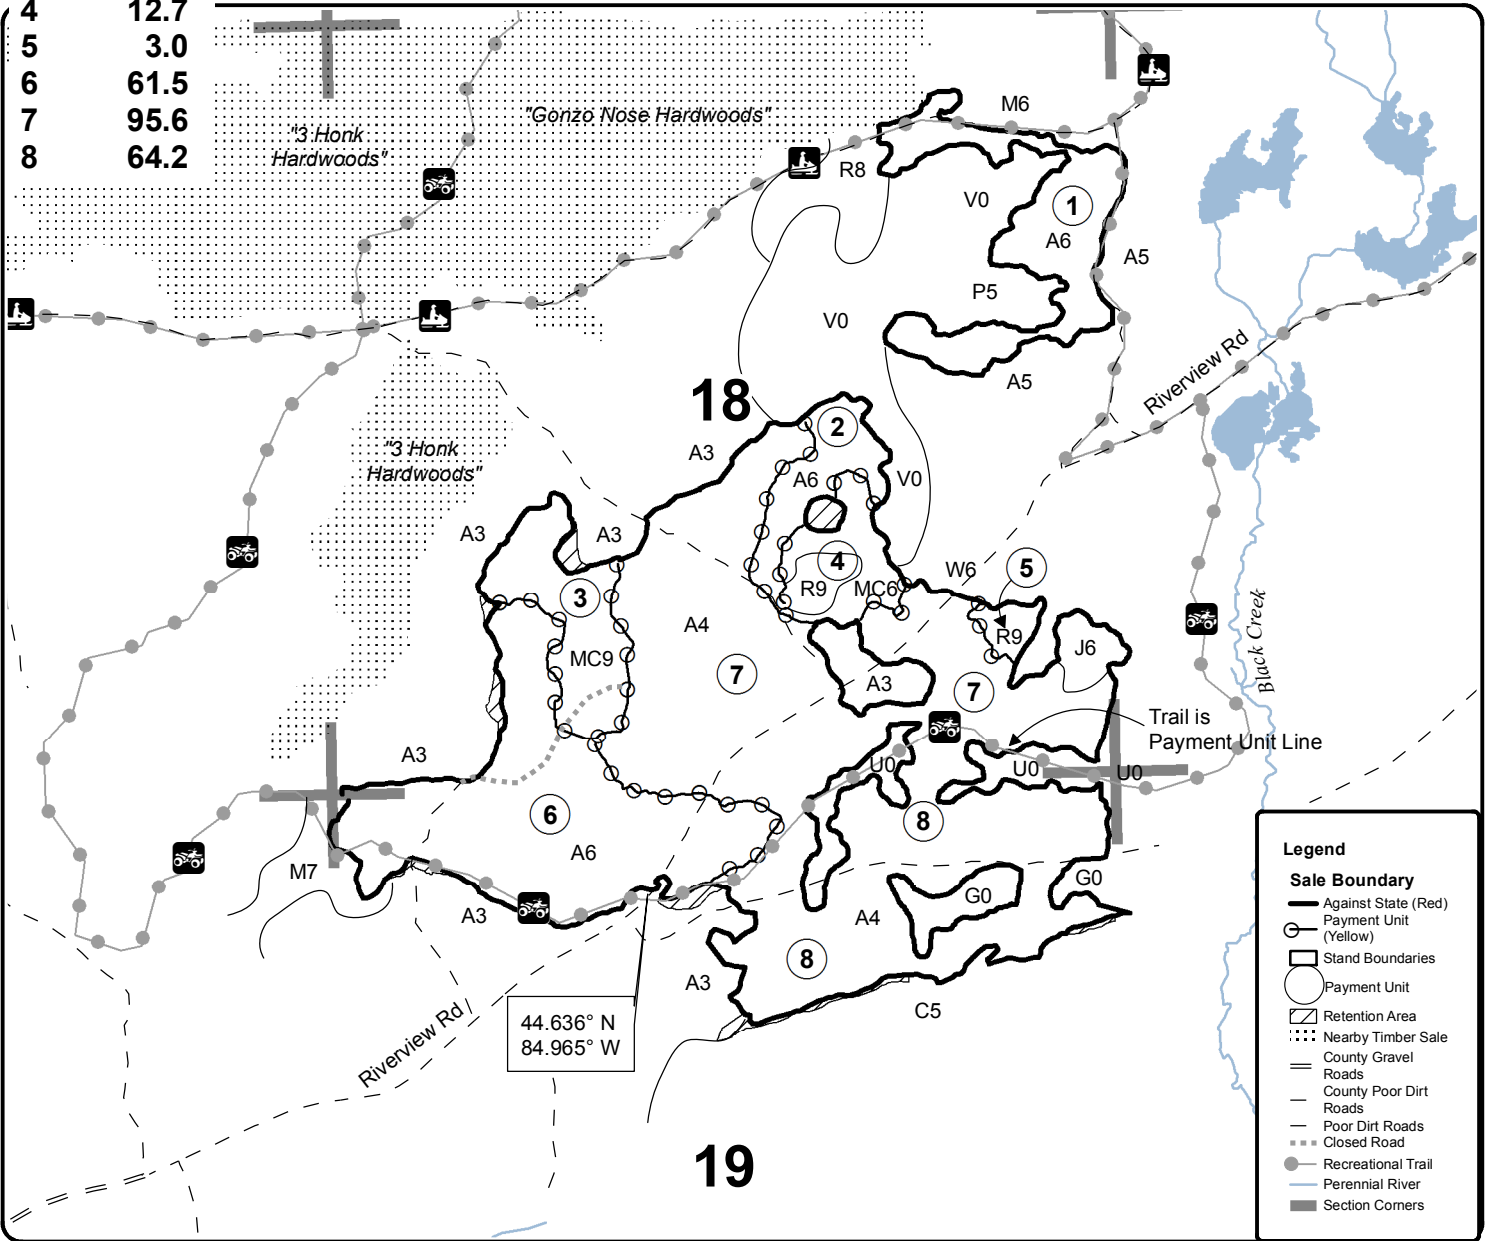 4 12.7
5 3.0
6 61.5
7 95.6
8 64.2
"3 Honk
Hardwoods"
"Gonzo Nose Hardwoods"
M6
R8
V0
1
A6
A5
P5
V0
A5
Riverview Rd
18
2
"3 Honk
Hardwoods"
A3
A6
V0
A3
A3
W6
5
4
R9
MC6
3
A4
R9
J6
MC9
7
A3
7
Trail is
Payment Unit Line
Black Creek
A3
U0
U0
U0
6
8
A6
M7
G0
G0
A3
A4
8
A3
C5
44.636° N
84.965° W
Riverview Rd
19
Legend
Sale Boundary
Against State (Red)
Payment Unit
(Yellow)
Stand Boundaries
Payment Unit
Retention Area
Nearby Timber Sale
County Gravel
Roads
County Poor Dirt
Roads
Poor Dirt Roads
Closed Road
Recreational Trail
Perennial River
Section Corners